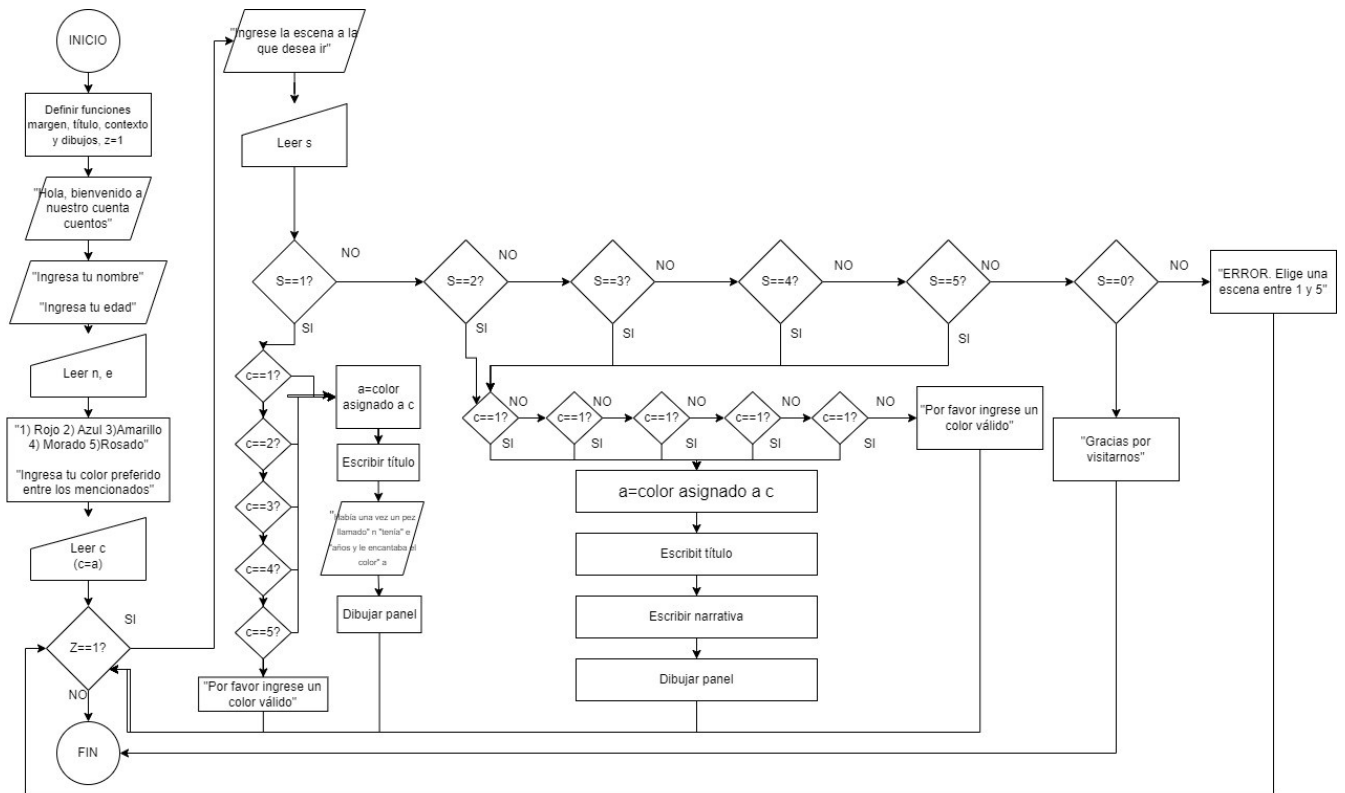 INICIO
Definir funciones
margen, título, contexto
y dibujos, z=1
"Hola, bienvenido a
nuestro cuenta
cuentos"
"Ingresa tu nombre"
"Ingresa tu edad"
Leer n, e
"1) Rojo 2) Azul 3)Amarillo
4) Morado 5)Rosado"
"Ingresa tu color preferido
entre los mencionados"
Leer c
(c=a)
Z==1?
SI
NO
FIN
"Ingrese la escena a la
que desea ir"
Leer s
S==1?
NO
SI
S==2?
NO
SI
S==3?
NO
SI
S==4?
NO
SI
S==5?
NO
SI
S==0?
NO
SI
"ERROR. Elige una
escena entre 1 y 5"
c==1?
c==2?
c==3?
c==4?
c==5?
"Por favor ingrese un
color válido"
a=color
asignado a c
Escribir título
"Había una vez un pez
llamado" n "tenía" e
"años y le encantaba el
color" a
Dibujar panel
c==1?
NO
SI
c==1?
NO
SI
c==1?
NO
SI
c==1?
NO
SI
c==1?
NO
SI
"Por favor ingrese un
color válido"
a=color asignado a c
Escribit título
Escribir narrativa
Dibujar panel
"Gracias por
visitarnos"